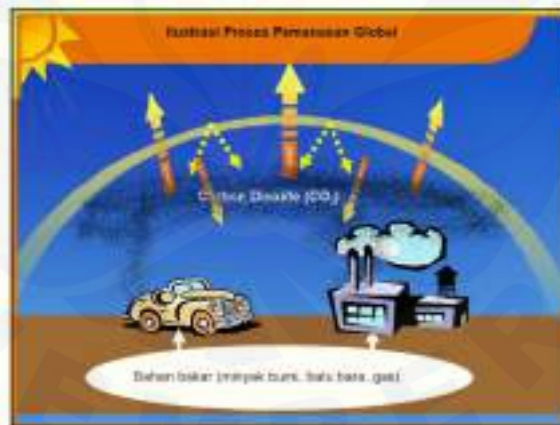 Ilustrasi Proses Pemanasan Global
Carbon Dioxide (CO₂)
Bahan bakar (minyak bumi, batu bara, gas)